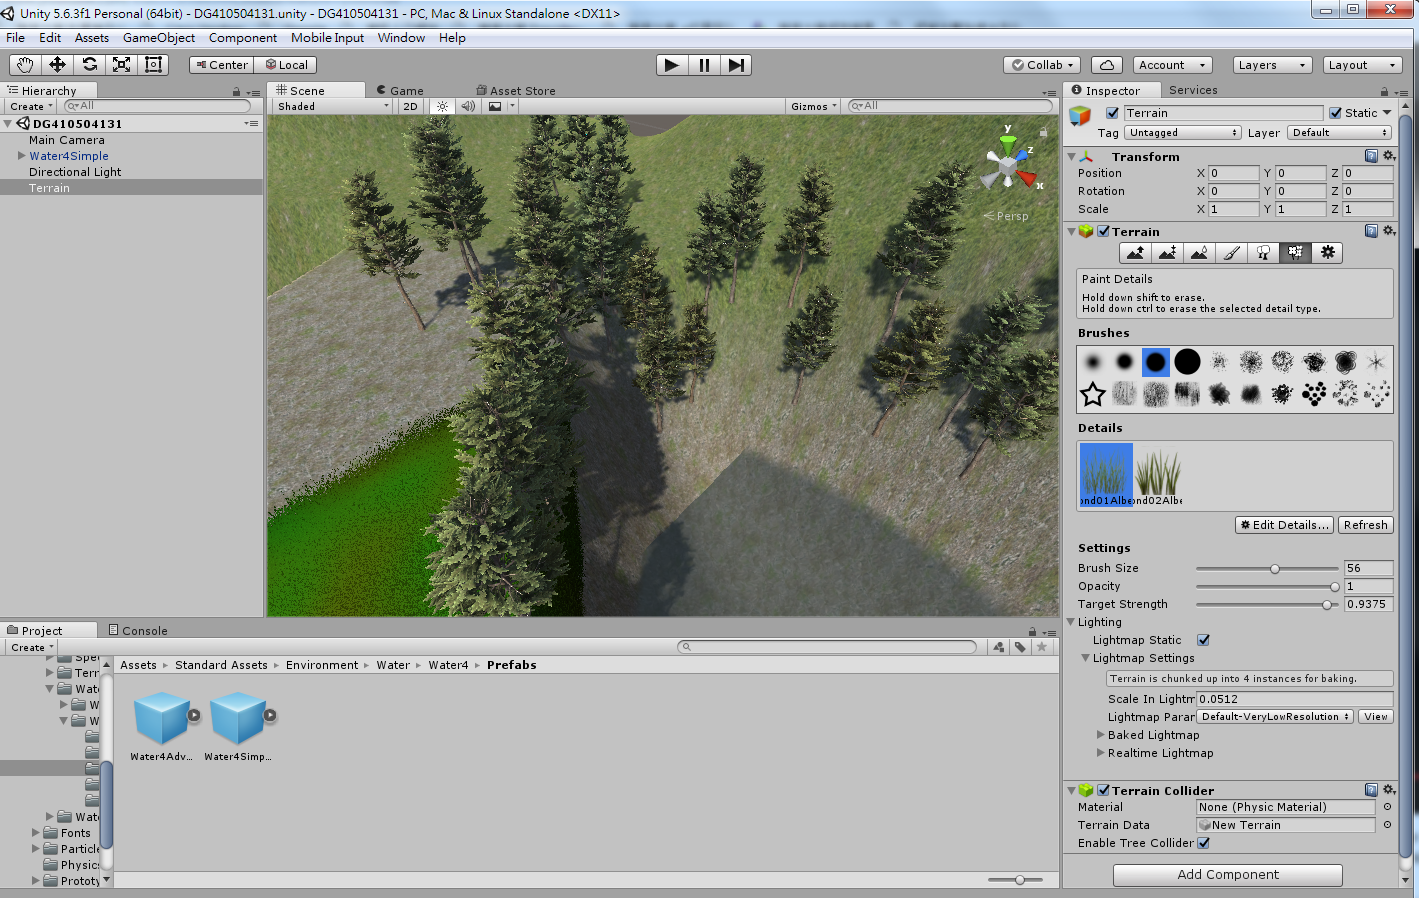 Unity 5.6.3f1 Personal (64bit) - DG410504131.unity - DG410504131 - PC, Mac & Linux Standalone <DX11>
File Edit Assets GameObject Component Mobile Input Window Help
Center Local Collab Account Layers Layout
Hierarchy
Create All
DG410504131
Main Camera
Water4Simple
Directional Light
Terrain
Scene Game Asset Store
Shaded 2D Gizmos All
y
z
x
Persp
Inspector Services
Terrain Static
Tag Untagged Layer Default
Transform
Position X 0 Y 0 Z 0
Rotation X 0 Y 0 Z 0
Scale X 1 Y 1 Z 1
Terrain
Paint Details
Hold down shift to erase.
Hold down ctrl to erase the selected detail type.
Brushes
Details
ond01Albe ond02Albe
Edit Details... Refresh
Settings
Brush Size 56
Opacity 1
Target Strength 0.9375
Lighting
Lightmap Static
Lightmap Settings
Terrain is chunked up into 4 instances for baking.
Scale In Lightm 0.0512
Lightmap Parar Default-VeryLowResolution View
Baked Lightmap
Realtime Lightmap
Terrain Collider
Material None (Physic Material)
Terrain Data New Terrain
Enable Tree Collider
Add Component
Project Console
Create
Spe
Terr
Wate
W
W
Wate
Fonts
Particle
Physics
Prototy
Assets Standard Assets Environment Water Water4 Prefabs
Water4Adv... Water4Simp...